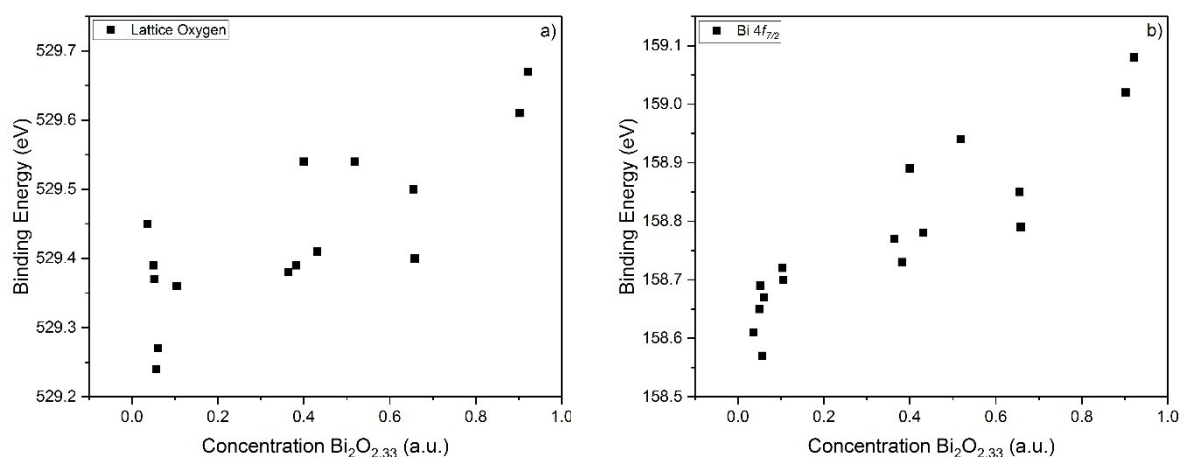 Lattice Oxygen
a)
529.7
529.6
529.5
529.4
529.3
529.2
Binding Energy (eV)
0.0 0.2 0.4 0.6 0.8 1.0
Concentration Bi₂O₂.₃₃ (a.u.)
Bi 4f7/2
b)
159.1
159.0
158.9
158.8
158.7
158.6
158.5
Binding Energy (eV)
0.0 0.2 0.4 0.6 0.8 1.0
Concentration Bi₂O₂.₃₃ (a.u.)